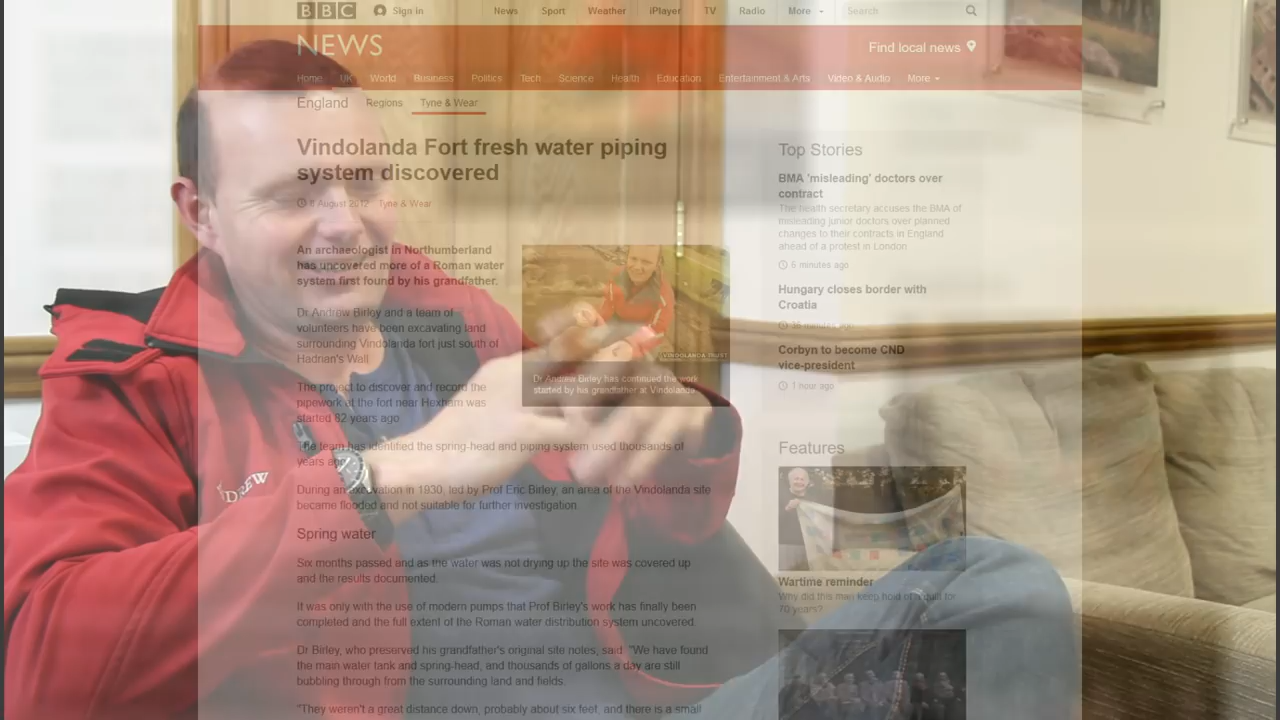 BBC Sign in News Sport Weather iPlayer TV Radio More Search
NEWS
Find local news
Home UK World Business Politics Tech Science Health Education Entertainment & Arts Video & Audio More
England Regions Tyne & Wear
Vindolanda Fort fresh water piping
system discovered
8 August 2012 Tyne & Wear
An archaeologist in Northumberland
has uncovered more of a Roman water
system first found by his grandfather.
Dr Andrew Birley and a team of
volunteers have been excavating land
surrounding Vindolanda fort just south of
Hadrian's Wall.
The project to discover and record the
pipework at the fort near Hexham was
started 82 years ago.
VINDOLANDA TRUST
Dr Andrew Birley has continued the work
started by his grandfather at Vindolanda
The team has identified the spring-head and piping system used thousands of
years ago.
During an excavation in 1930, led by Prof Eric Birley, an area of the Vindolanda site
became flooded and not suitable for further investigation.
Spring water
Six months passed and as the water was not drying up the site was covered up
and the results documented.
It was only with the use of modern pumps that Prof Birley's work has finally been
completed and the full extent of the Roman water distribution system uncovered.
Dr Birley, who preserved his grandfather's original site notes, said: "We have found
the main water tank and spring-head, and thousands of gallons a day are still
bubbling through from the surrounding land and fields.
"They weren't a great distance down, probably about six feet, and there is a small
Top Stories
BMA 'misleading' doctors over
contract
The health secretary accuses the BMA of
misleading junior doctors over planned
changes to their contracts in England
ahead of a protest in London
6 minutes ago
Hungary closes border with
Croatia
36 minutes ago
Corbyn to become CND
vice-president
1 hour ago
Features
Wartime reminder
Why did this man keep hold of a quilt for
70 years?
DREW